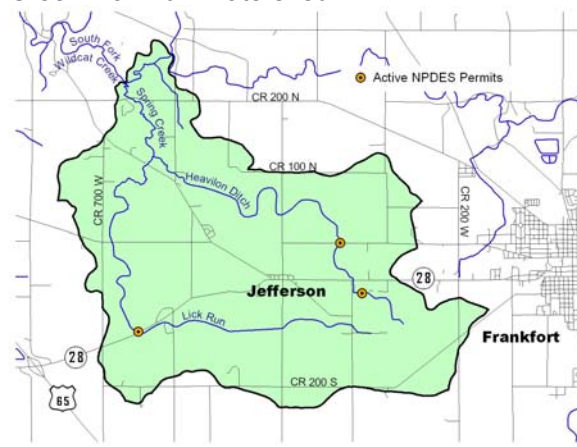 South Fork
Wildcat Creek
Active NPDES Permits
CR 200 N
Spring Creek
CR 100 N
Heavilon Ditch
CR 700 W
CR 200 W
28
Jefferson
Lick Run
Frankfort
28
CR 200 S
65